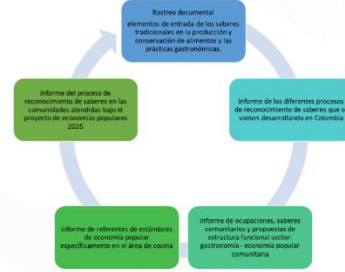 Rastreo documental
elementos de entrada de los saberes
tradicionales en la producción y
conservación de alimentos y las
prácticas gastronómicas.
Informe de los diferentes procesos
de reconocimiento de saberes que se
vienen desarrollando en Colombia
Informe de ocupaciones, saberes
comunitarios y propuestas de
estructura funcional sector:
gastronomía - economía popular
comunitaria
Informe de referentes de estándares
de economía popular
específicamente en el área de cocina
Informe del proceso de
reconocimiento de saberes en las
comunidades atendidas bajo el
proyecto de economías populares
2025